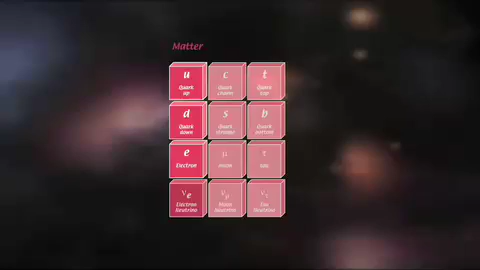 Matter
u
c
t
Quark
up
Quark
charm
Quark
top
d
s
b
Quark
down
Quark
strange
Quark
e
μ
τ
Electron
muon
tau
νe
νμ
ντ
Electron
Neutrino
Muon
Neutrino
Tau
Neutrino